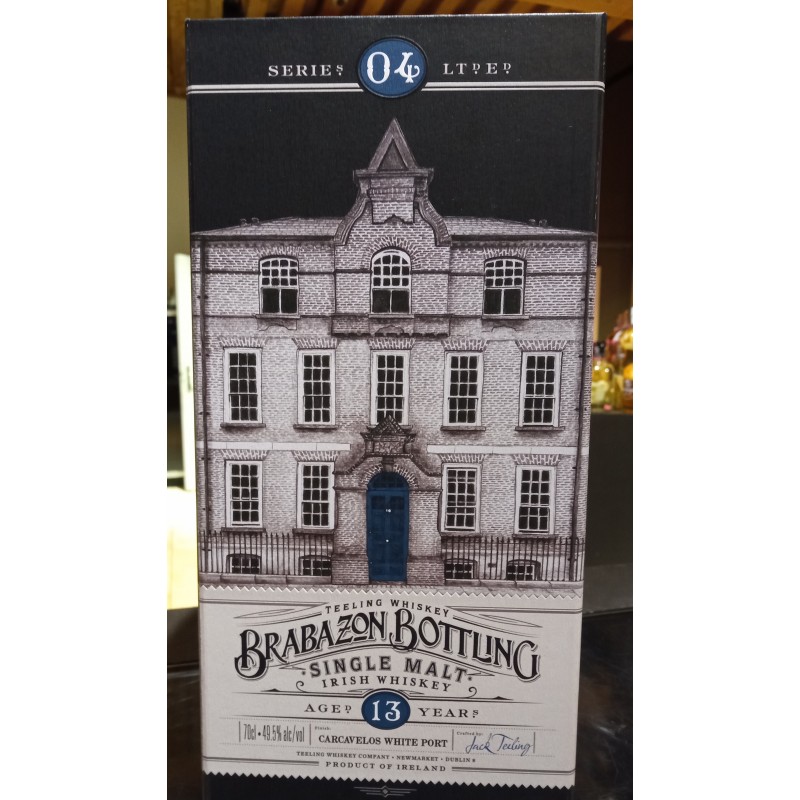 SERIES 04 LTD ED
TEELING WHISKEY
BRABAZON BOTTLING
·SINGLE MALT·
IRISH WHISKEY
AGED 13 YEARS
70cl • 49.5% alc/vol
Finish:
CARCAVELOS WHITE PORT
Crafted by:
Jack Teeling
TEELING WHISKEY COMPANY • NEWMARKET • DUBLIN 8
PRODUCT OF IRELAND